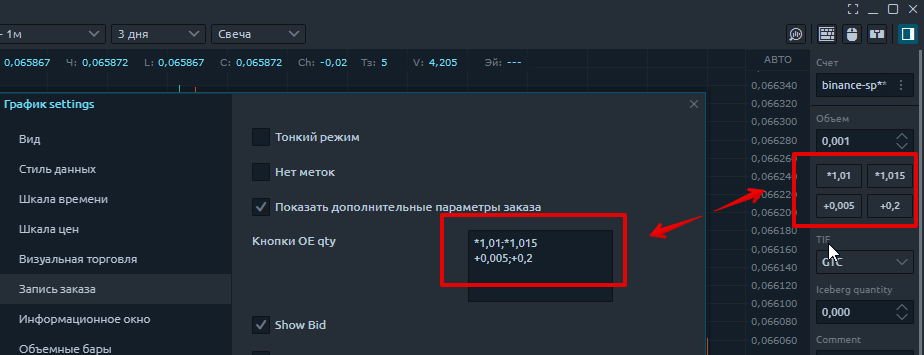 - 1м
3 дня
Свеча
0,065867 Ч: 0,065872 L: 0,065867 C: 0,065872 Ch: -0,02 Тз: 5 V: 4,205 Эй: ---
График settings
Вид
Стиль данных
Шкала времени
Шкала цен
Визуальная торговля
Запись заказа
Информационное окно
Объемные бары
Тонкий режим
Нет меток
Показать дополнительные параметры заказа
Кнопки OE qty
*1,01;*1,015
+0,005;+0,2
Show Bid
АВТО
0,066340
0,066320
0,066300
0,066280
0,066260
0,066240
0,066220
0,066200
0,066180
0,066160
0,066140
0,066120
0,066100
0,066080
0,066060
Счет
binance-sp**
Объем
0,001
*1,01 *1,015
+0,005 +0,2
TIF
GTC
Iceberg quantity
0,000
Comment